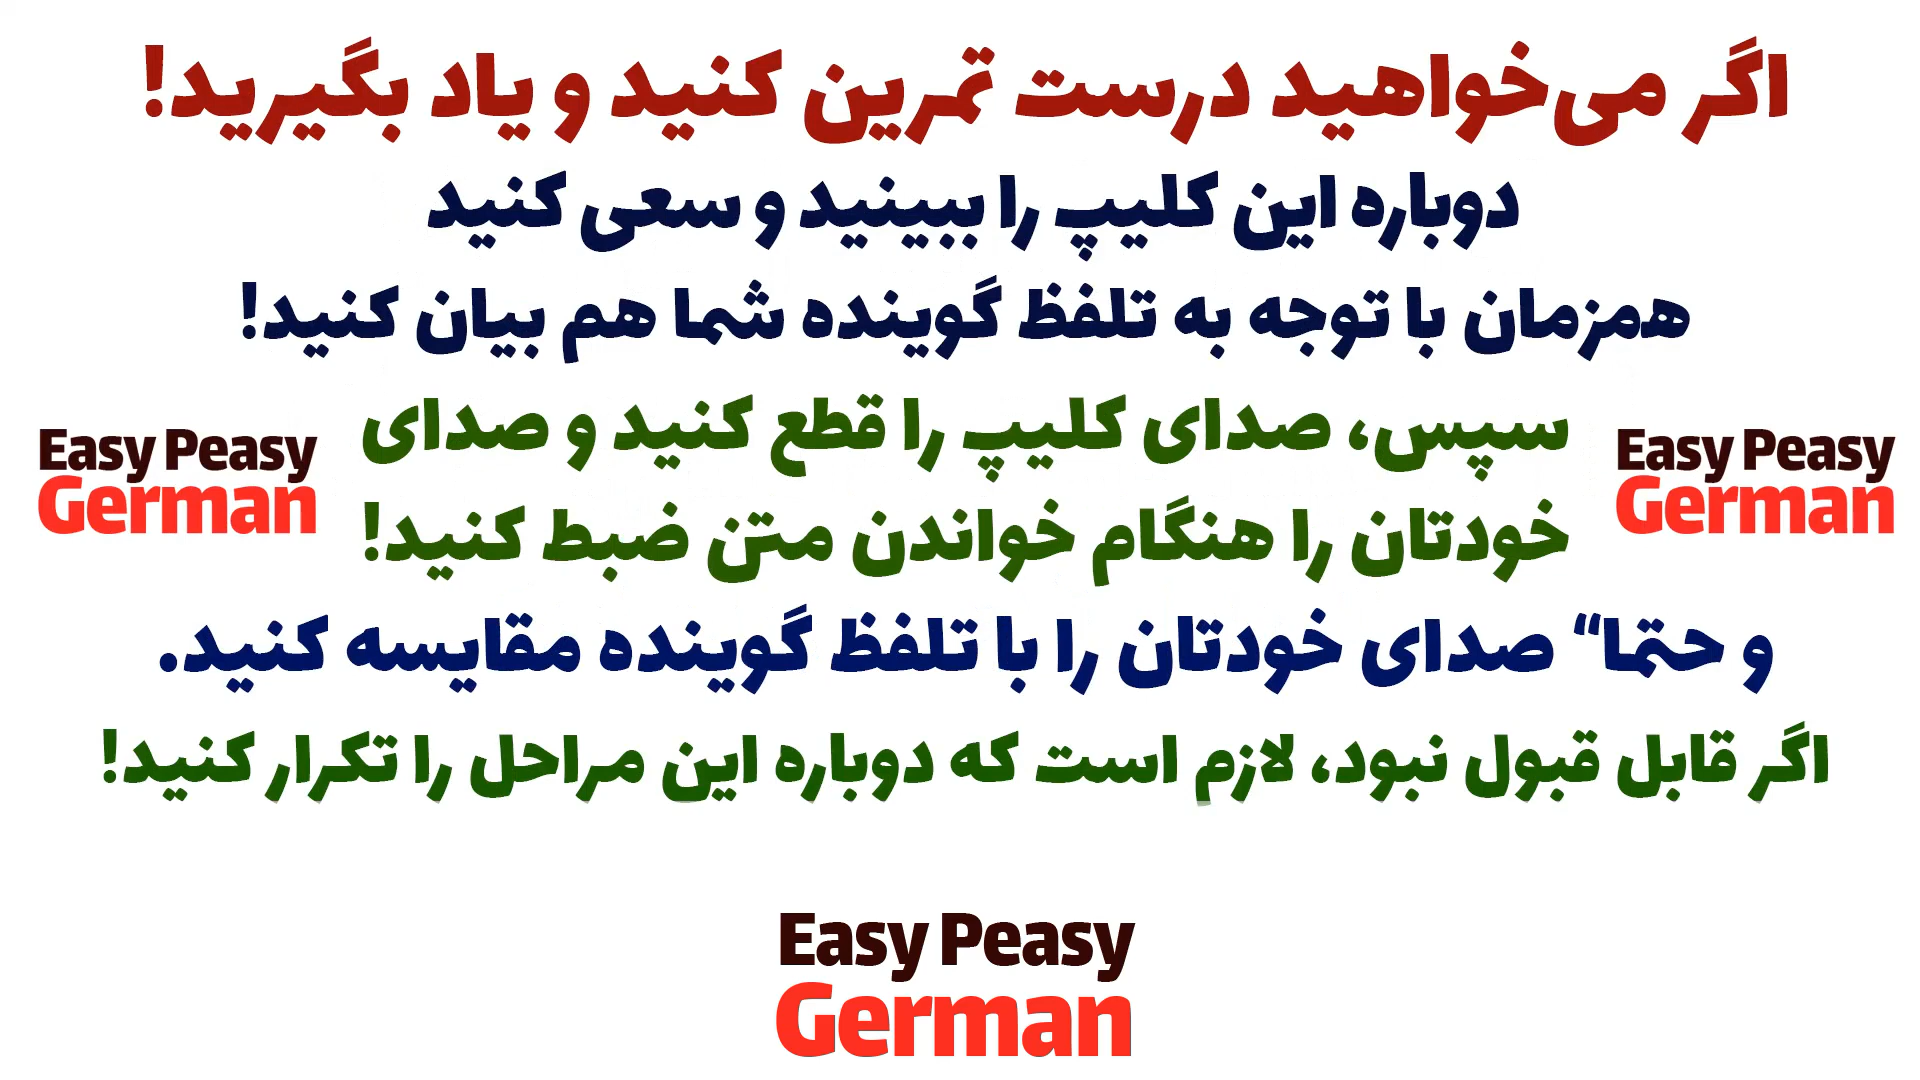 اگر می‌خواهید درست تمرین کنید و یاد بگیرید!
دوباره این کلیپ را ببینید و سعی کنید
همزمان با توجه به تلفظ گوینده شما هم بیان کنید!
سپس، صدای کلیپ را قطع کنید و صدای
خودتان را هنگام خواندن متن ضبط کنید!
Easy Peasy
German
Easy Peasy
German
و حتما“ صدای خودتان را با تلفظ گوینده مقایسه کنید.
اگر قابل قبول نبود، لازم است که دوباره این مراحل را تکرار کنید!
Easy Peasy
German